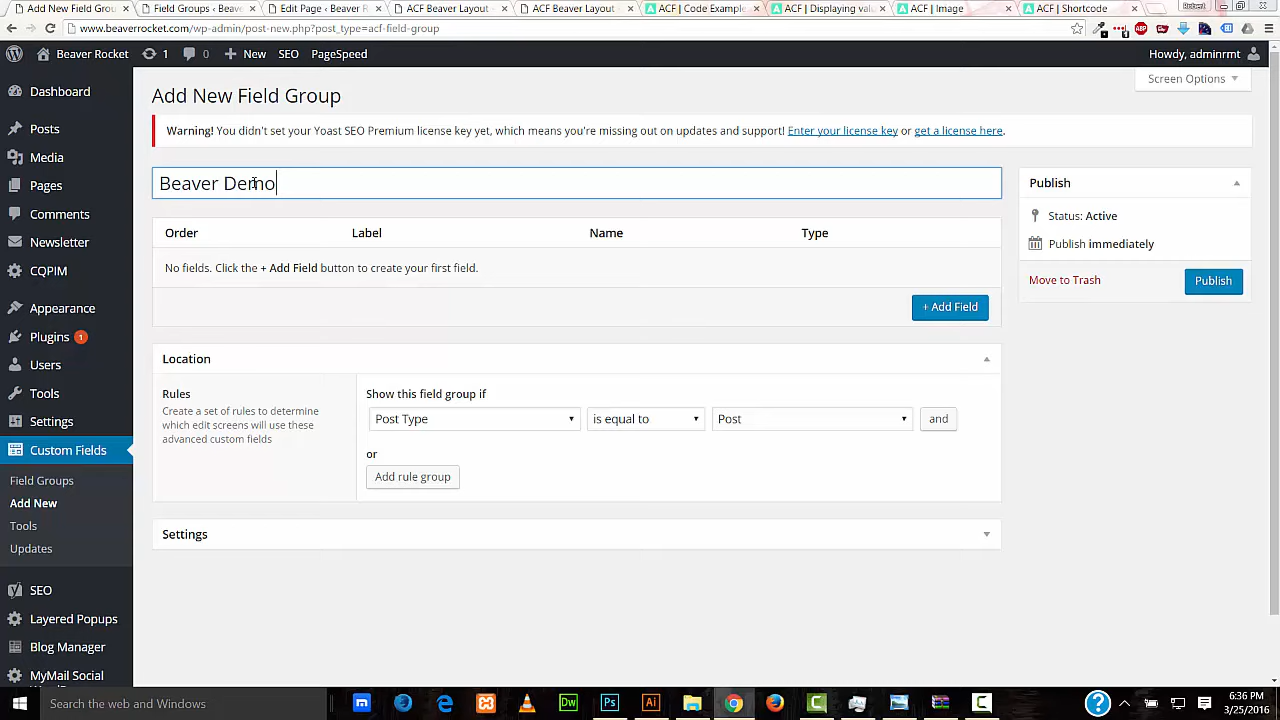 Add New Field Gro
Field Groups ‹ Beave
Edit Page ‹ Beaver R
ACF Beaver Layout
ACF Beaver Layout
ACF | Code Example
ACF | Displaying value
ACF | Image
ACF | Shortcode
Robert
www.beaverrocket.com/wp-admin/post-new.php?post_type=acf-field-group
Beaver Rocket 1 0 New SEO PageSpeed Howdy, adminrmt
Screen Options
Dashboard
Posts
Media
Pages
Comments
Newsletter
CQPIM
Appearance
Plugins 1
Users
Tools
Settings
Custom Fields
Field Groups
Add New
Tools
Updates
SEO
Layered Popups
Blog Manager
MyMail Social
Add New Field Group
Warning! You didn't set your Yoast SEO Premium license key yet, which means you're missing out on updates and support! Enter your license key or get a license here.
Beaver Demo
Order Label Name Type
No fields. Click the + Add Field button to create your first field.
+ Add Field
Location
Rules
Create a set of rules to determine
which edit screens will use these
advanced custom fields
Show this field group if
Post Type is equal to Post and
or
Add rule group
Settings
Publish
Status: Active
Publish immediately
Move to Trash Publish
Search the web and Windows
6:36 PM
3/25/2016